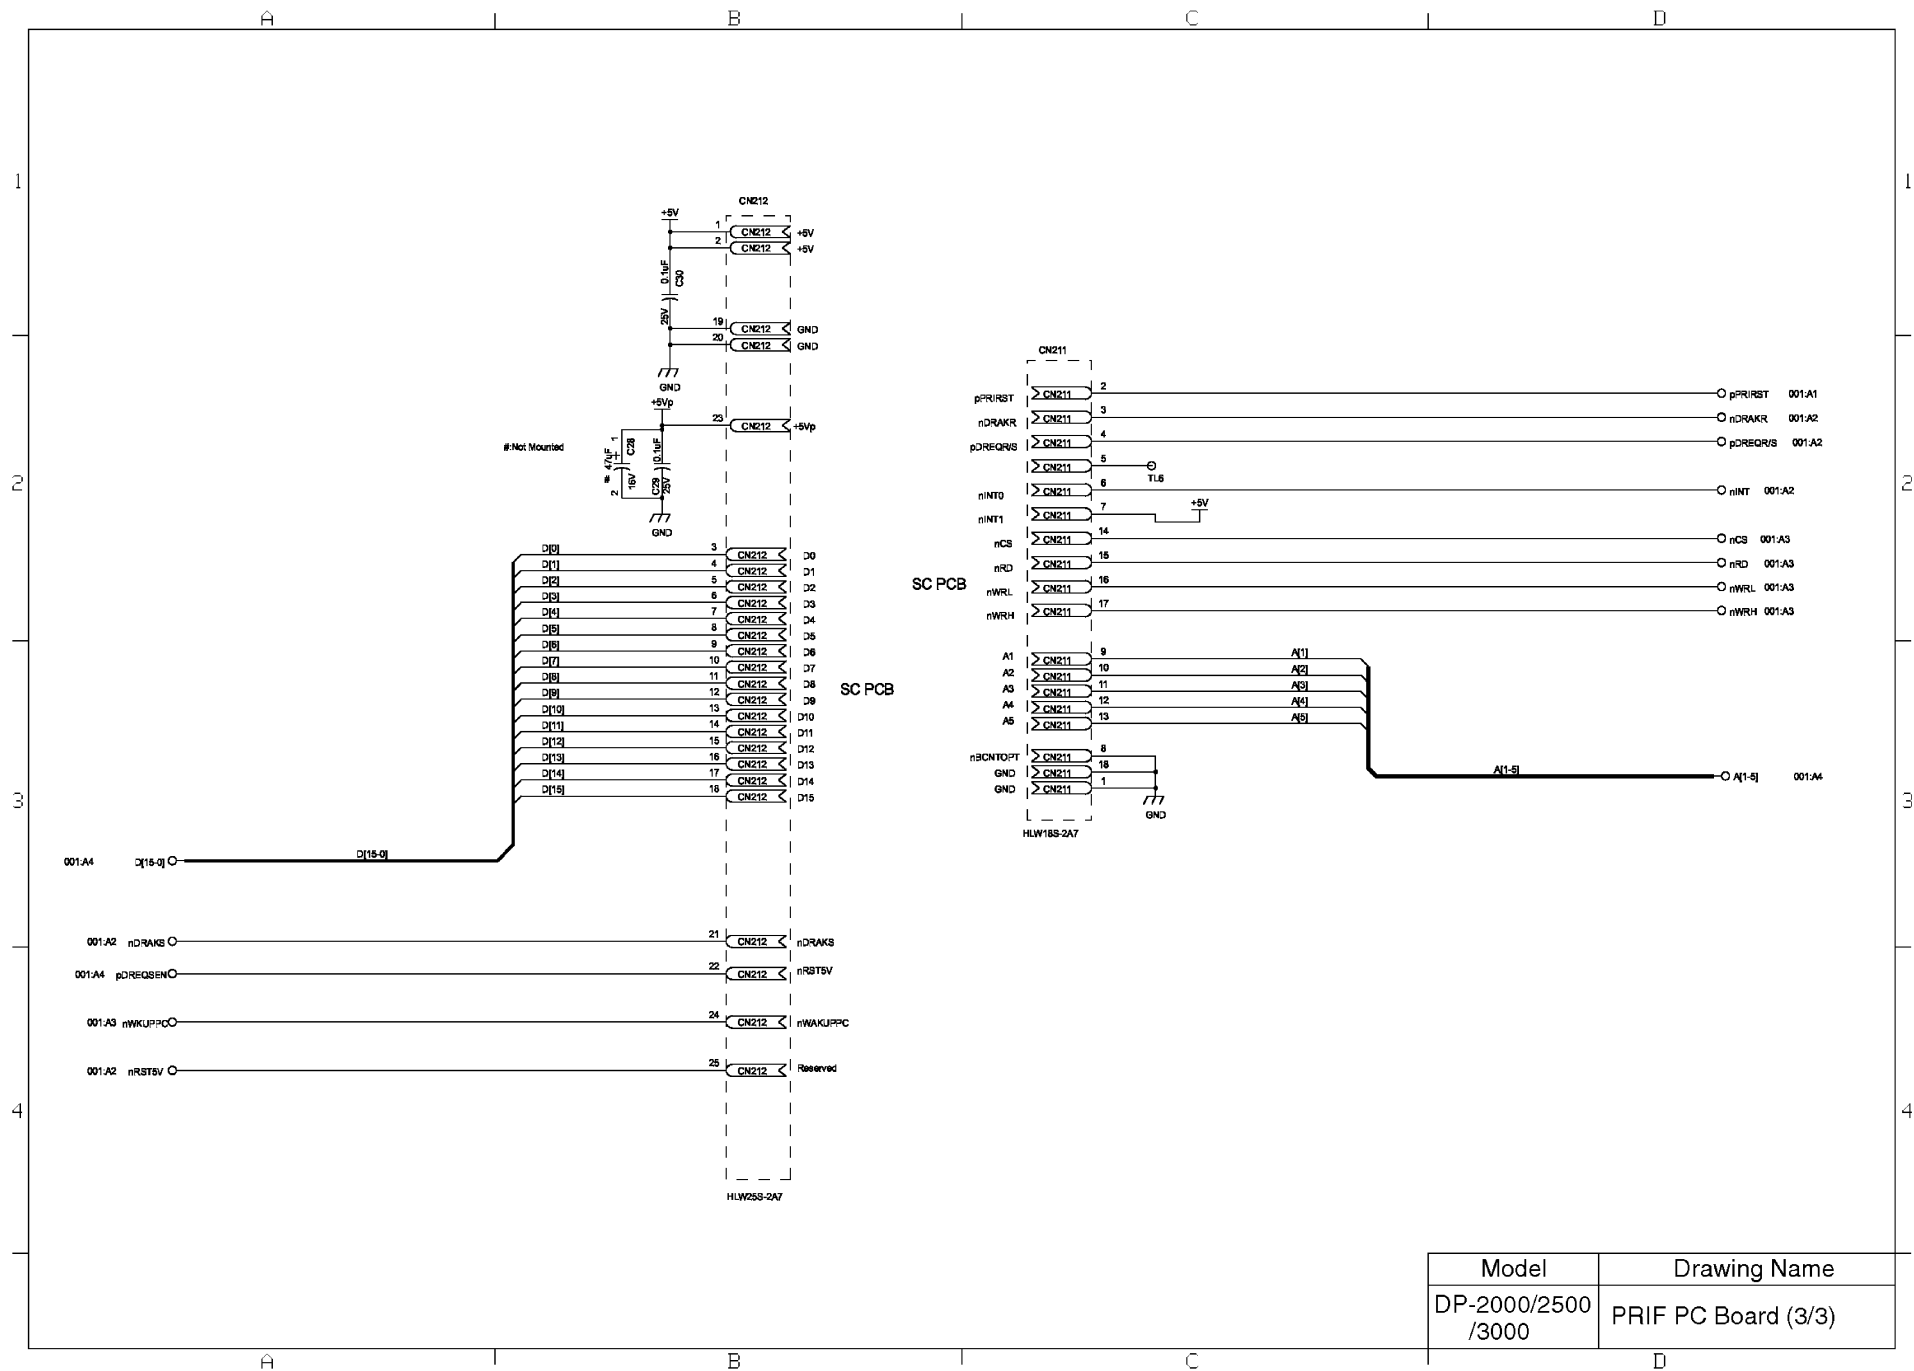 A B C D
1 1
CN212
+5V
1 CN212 +5V
2 CN212 +5V
0.1uF
C30
25V
19 CN212 GND
20 CN212 GND
GND
+5Vp
23 CN212 +5Vp
#:Not Mounted
# 47uF + 1
C28
16V
2
0.1uF
C29
25V
GND
2 2
D[0] 3 CN212 D0
D[1] 4 CN212 D1
D[2] 5 CN212 D2
D[3] 6 CN212 D3
D[4] 7 CN212 D4
D[5] 8 CN212 D5
D[6] 9 CN212 D6
D[7] 10 CN212 D7
D[8] 11 CN212 D8
D[9] 12 CN212 D9
D[10] 13 CN212 D10
D[11] 14 CN212 D11
D[12] 15 CN212 D12
D[13] 16 CN212 D13
D[14] 17 CN212 D14
D[15] 18 CN212 D15
SC PCB
001:A4 D[15-0] D[15-0]
001:A2 nDRAKS 21 CN212 nDRAKS
001:A4 pDREQSEN 22 CN212 nRST5V
001:A3 nWKUPPC 24 CN212 nWAKUPPC
001:A2 nRST5V 25 CN212 Reserved
HLW25S-2A7
CN211
pPRIRST CN211 2 pPRIRST 001:A1
nDRAKR CN211 3 nDRAKR 001:A2
pDREQR/S CN211 4 pDREQR/S 001:A2
CN211 5 TL6
nINT0 CN211 6 nINT 001:A2
nINT1 CN211 7 +5V
nCS CN211 14 nCS 001:A3
nRD CN211 15 nRD 001:A3
SC PCB
nWRL CN211 16 nWRL 001:A3
nWRH CN211 17 nWRH 001:A3
A1 CN211 9 A[1]
A2 CN211 10 A[2]
A3 CN211 11 A[3]
A4 CN211 12 A[4]
A5 CN211 13 A[5]
nBCNTOPT CN211 8
GND CN211 18
GND CN211 1
GND
A[1-5] A[1-5] 001:A4
HLW18S-2A7
3 3
4 4
Model Drawing Name
DP-2000/2500
/3000
PRIF PC Board (3/3)
A B C D